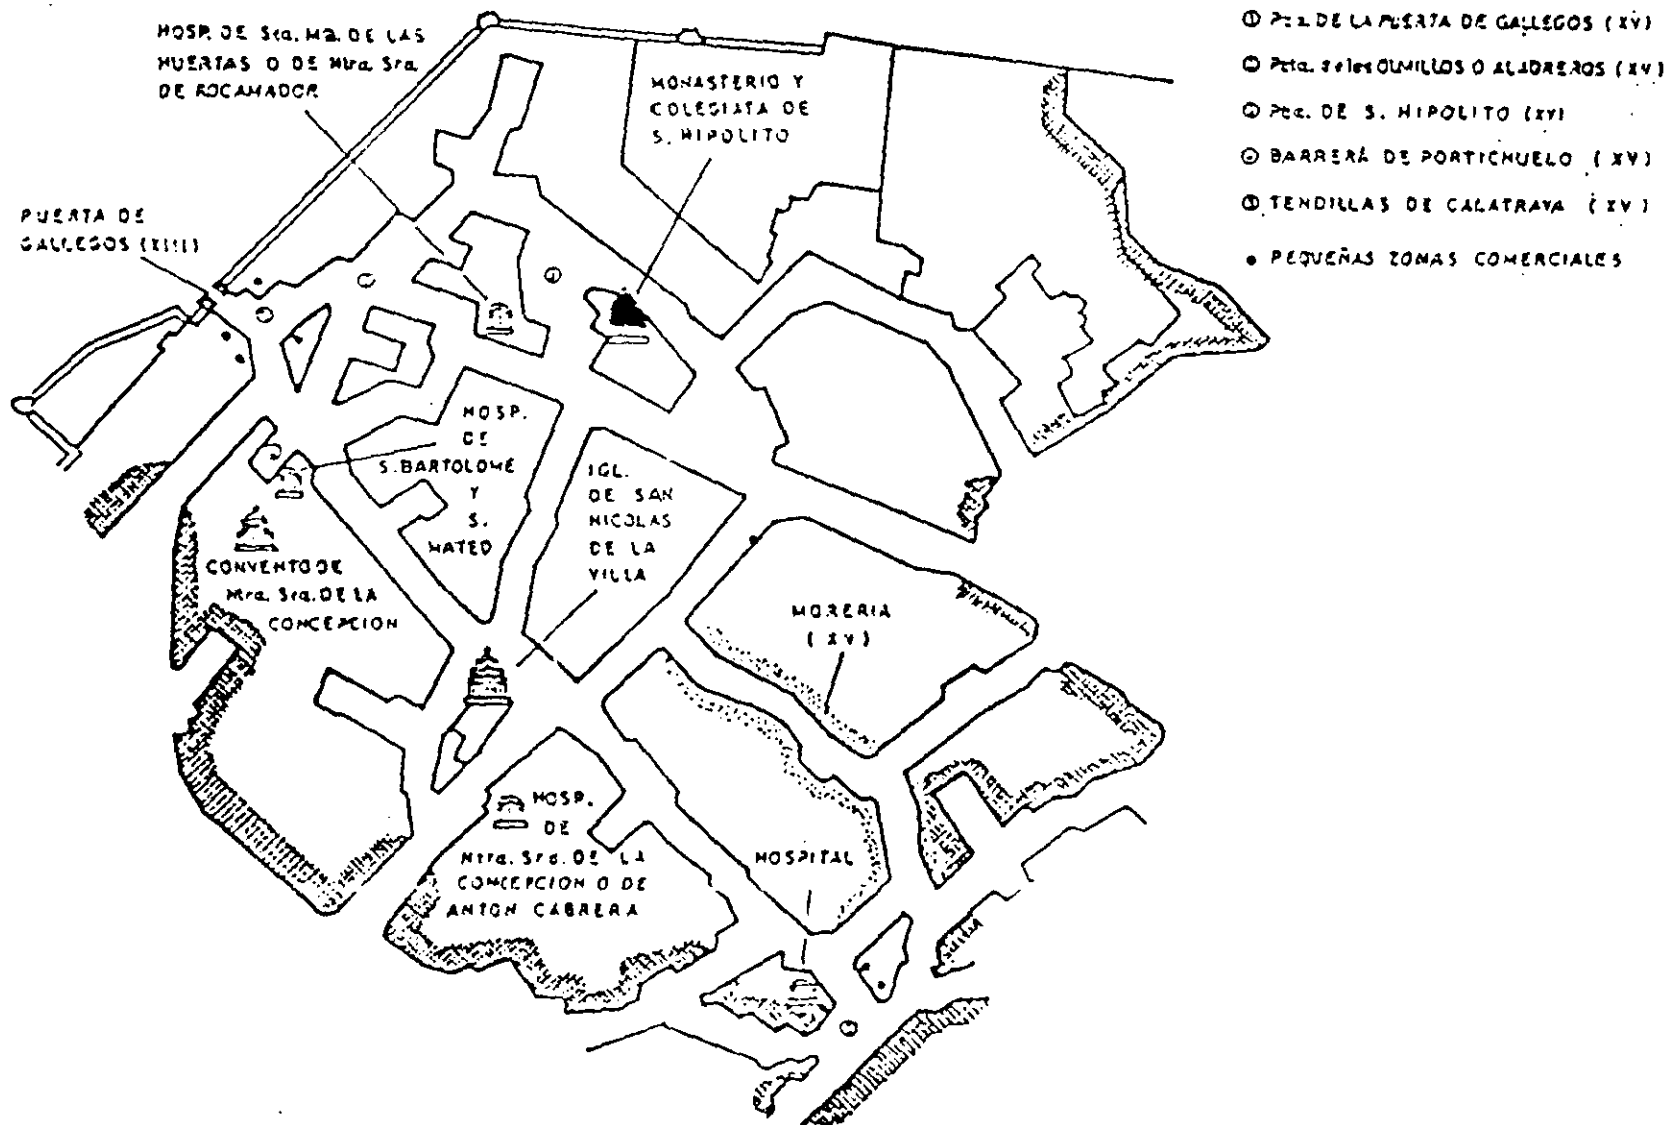 HOSP. DE Sta. Mª. DE LAS
HUERTAS O DE Ntra. Sra.
DE ROCAMADOR
MONASTERIO Y
COLEGIATA DE
S. HIPOLITO
PUERTA DE
GALLEGOS (XIII)
HOSP.
DE
S. BARTOLOMÉ
Y
S.
MATEO
IGL.
DE SAN
NICOLAS
DE LA
VILLA
CONVENTO DE
Ntra. Sra. DE LA
CONCEPCION
MORERIA
(XV)
HOSP.
DE
Ntra. Sra. DE LA
CONCEPCION O DE
ANTON CABRERA
HOSPITAL
Pza. DE LA PUERTA DE GALLEGOS (XV)
Pzta. de los OLMILLOS O ALADREROS (XV)
Pza. DE S. HIPOLITO (XV)
BARRERA DE PORTICHUELO (XV)
TENDILLAS DE CALATRAVA (XV)
• PEQUEÑAS ZONAS COMERCIALES